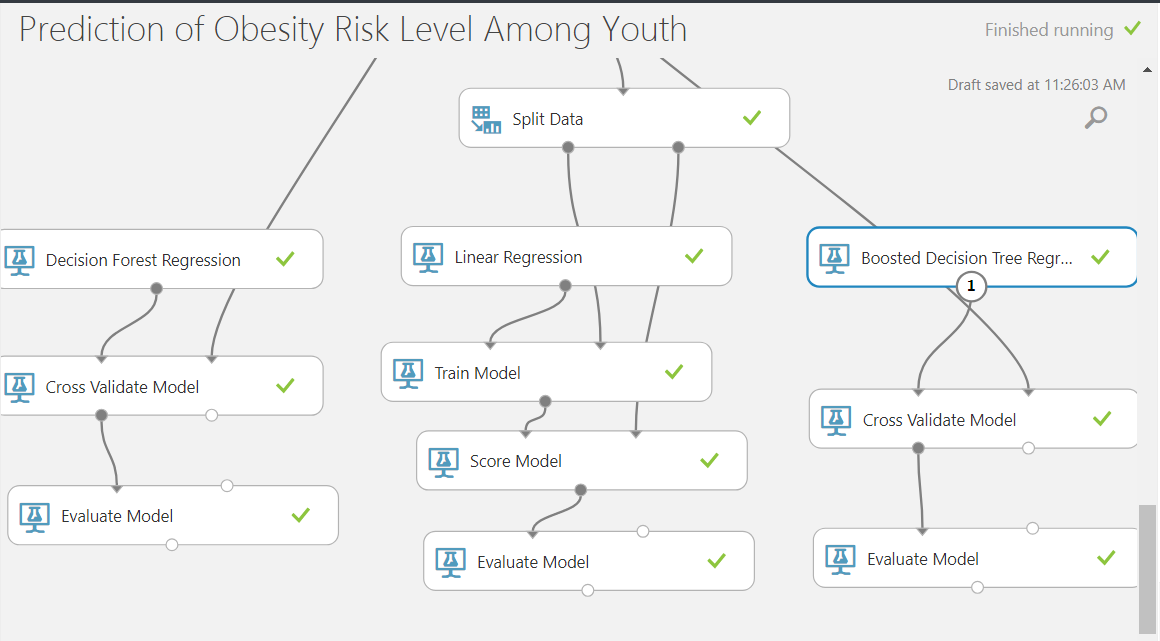 Prediction of Obesity Risk Level Among Youth
Finished running
Draft saved at 11:26:03 AM
Split Data
Decision Forest Regression
Linear Regression
Boosted Decision Tree Regr...
1
Cross Validate Model
Train Model
Cross Validate Model
Score Model
Evaluate Model
Evaluate Model
Evaluate Model